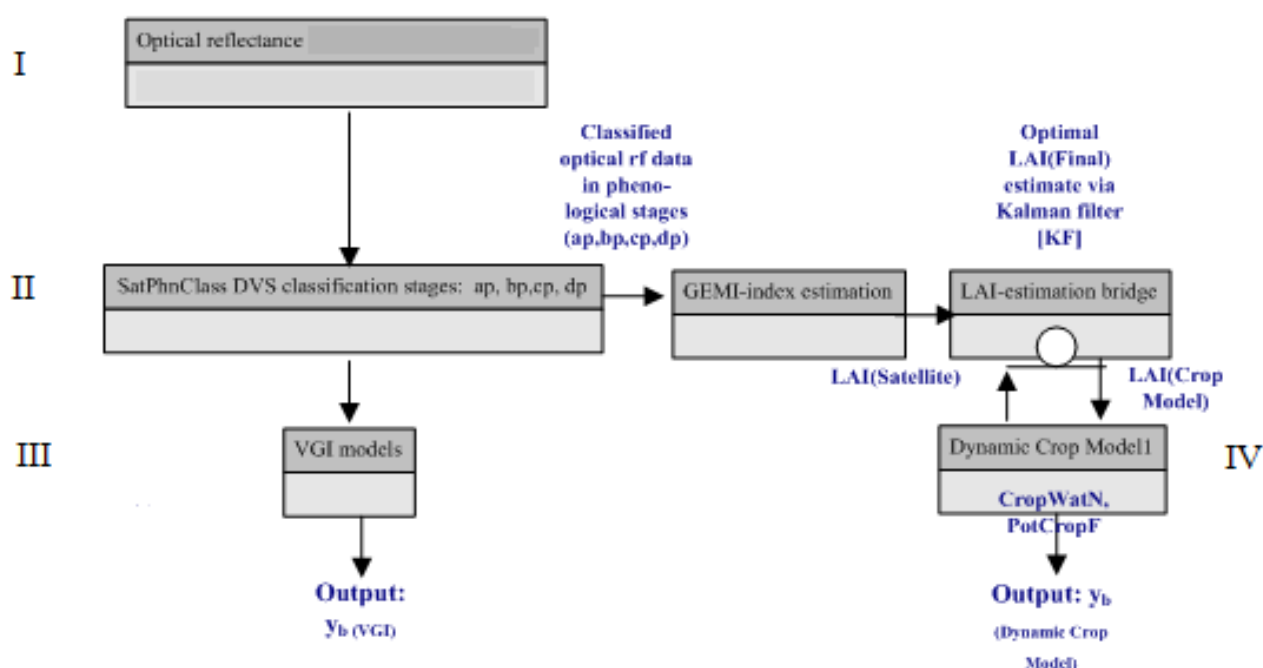 I
Optical reflectance
Classified
optical rf data
in pheno-
logical stages
(ap,bp,cp,dp)
Optimal
LAI(Final)
estimate via
Kalman filter
[KF]
II
SatPhnClass DVS classification stages: ap, bp,cp, dp
GEMI-index estimation
LAI-estimation bridge
LAI(Satellite)
LAI(Crop
Model)
III
VGI models
Dynamic Crop Model1
IV
CropWatN,
PotCropF
Output:
yb (VGI)
Output: yb
(Dynamic Crop
Model)